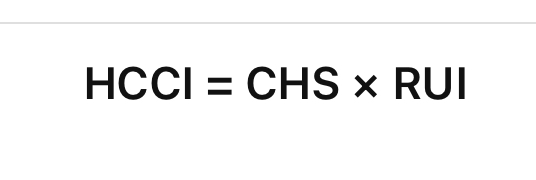 HCCI = CHS × RUI